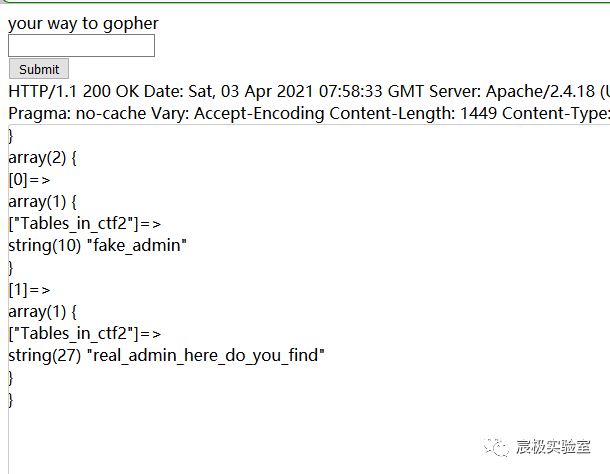 your way to gopher
Submit
HTTP/1.1 200 OK Date: Sat, 03 Apr 2021 07:58:33 GMT Server: Apache/2.4.18 (U
Pragma: no-cache Vary: Accept-Encoding Content-Length: 1449 Content-Type:
}
array(2) {
[0]=>
array(1) {
["Tables_in_ctf2"]=>
string(10) "fake_admin"
}
[1]=>
array(1) {
["Tables_in_ctf2"]=>
string(27) "real_admin_here_do_you_find"
}
}
宸极实验室